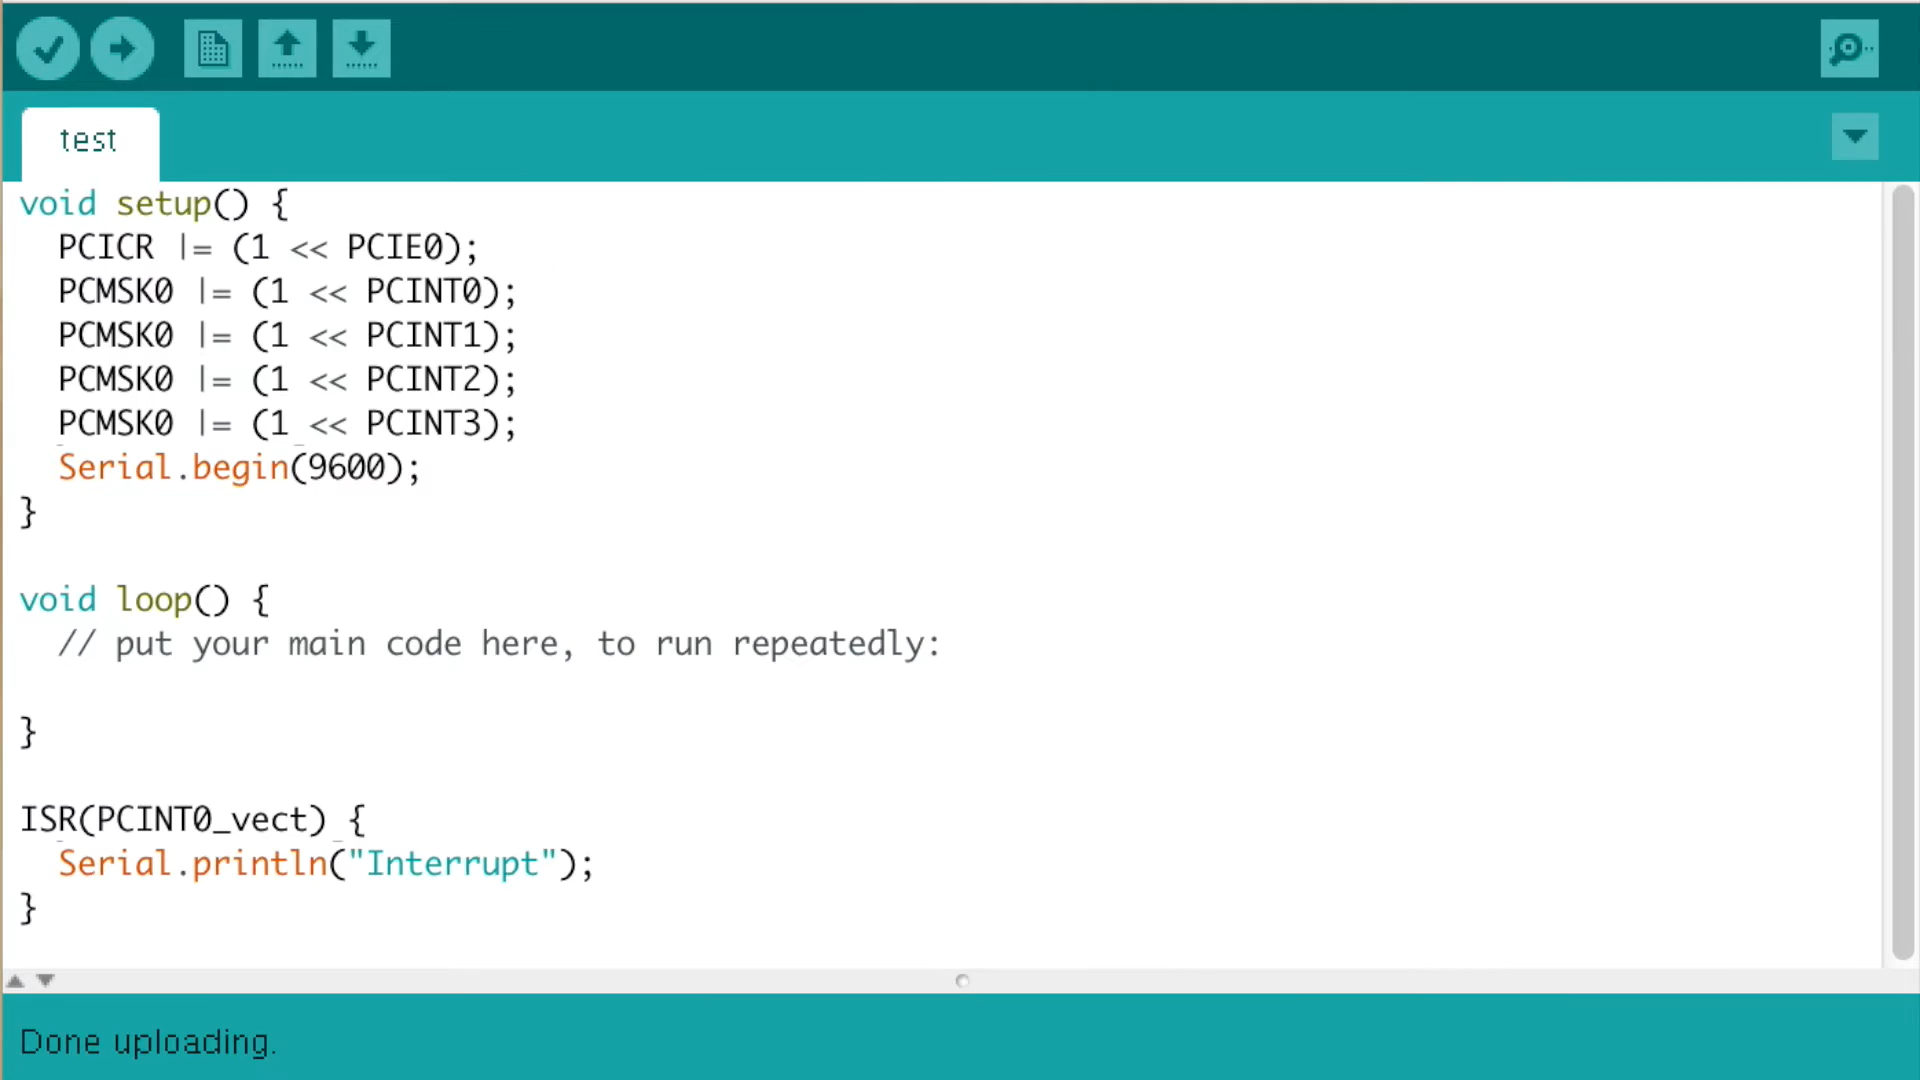 test
void setup() {
  PCICR |= (1 << PCIE0);
  PCMSK0 |= (1 << PCINT0);
  PCMSK0 |= (1 << PCINT1);
  PCMSK0 |= (1 << PCINT2);
  PCMSK0 |= (1 << PCINT3);
  Serial.begin(9600);
}
void loop() {
  // put your main code here, to run repeatedly:
}
ISR(PCINT0_vect) {
  Serial.println("Interrupt");
}
Done uploading.